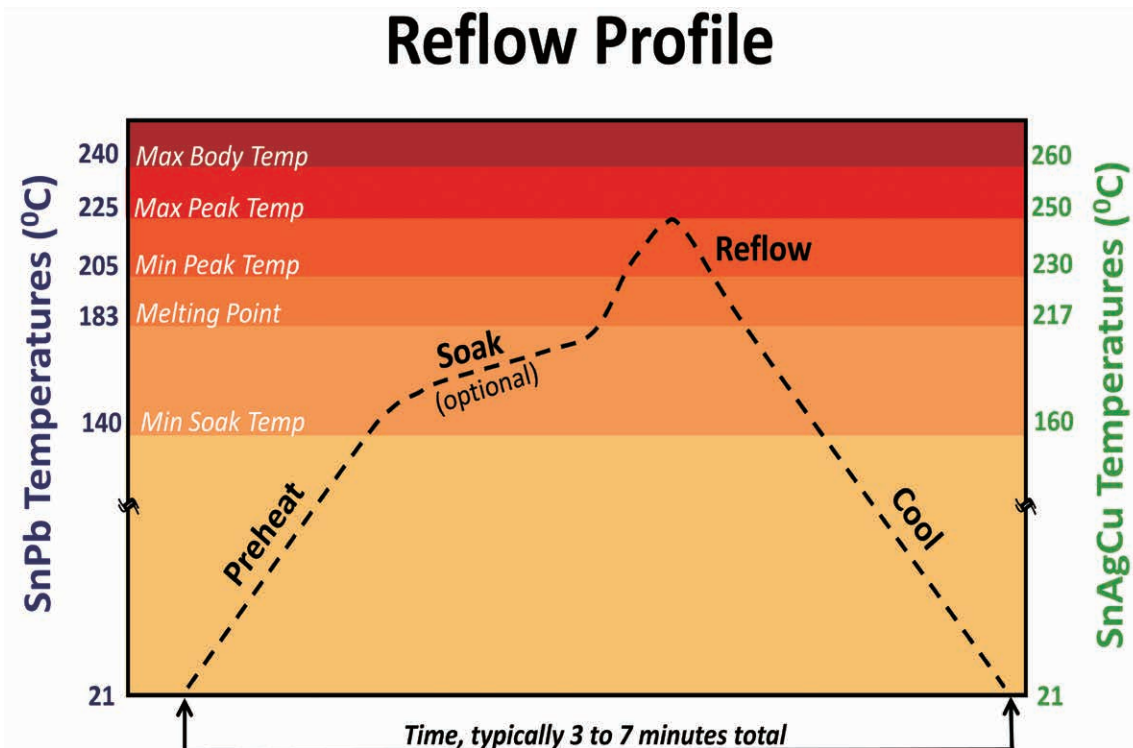 Reflow Profile
SnPb Temperatures (⁰C)
240
225
205
183
140
21
Max Body Temp
Max Peak Temp
Min Peak Temp
Melting Point
Min Soak Temp
Preheat
Soak
(optional)
Reflow
Cool
260
250
230
217
160
21
SnAgCu Temperatures (⁰C)
Time, typically 3 to 7 minutes total